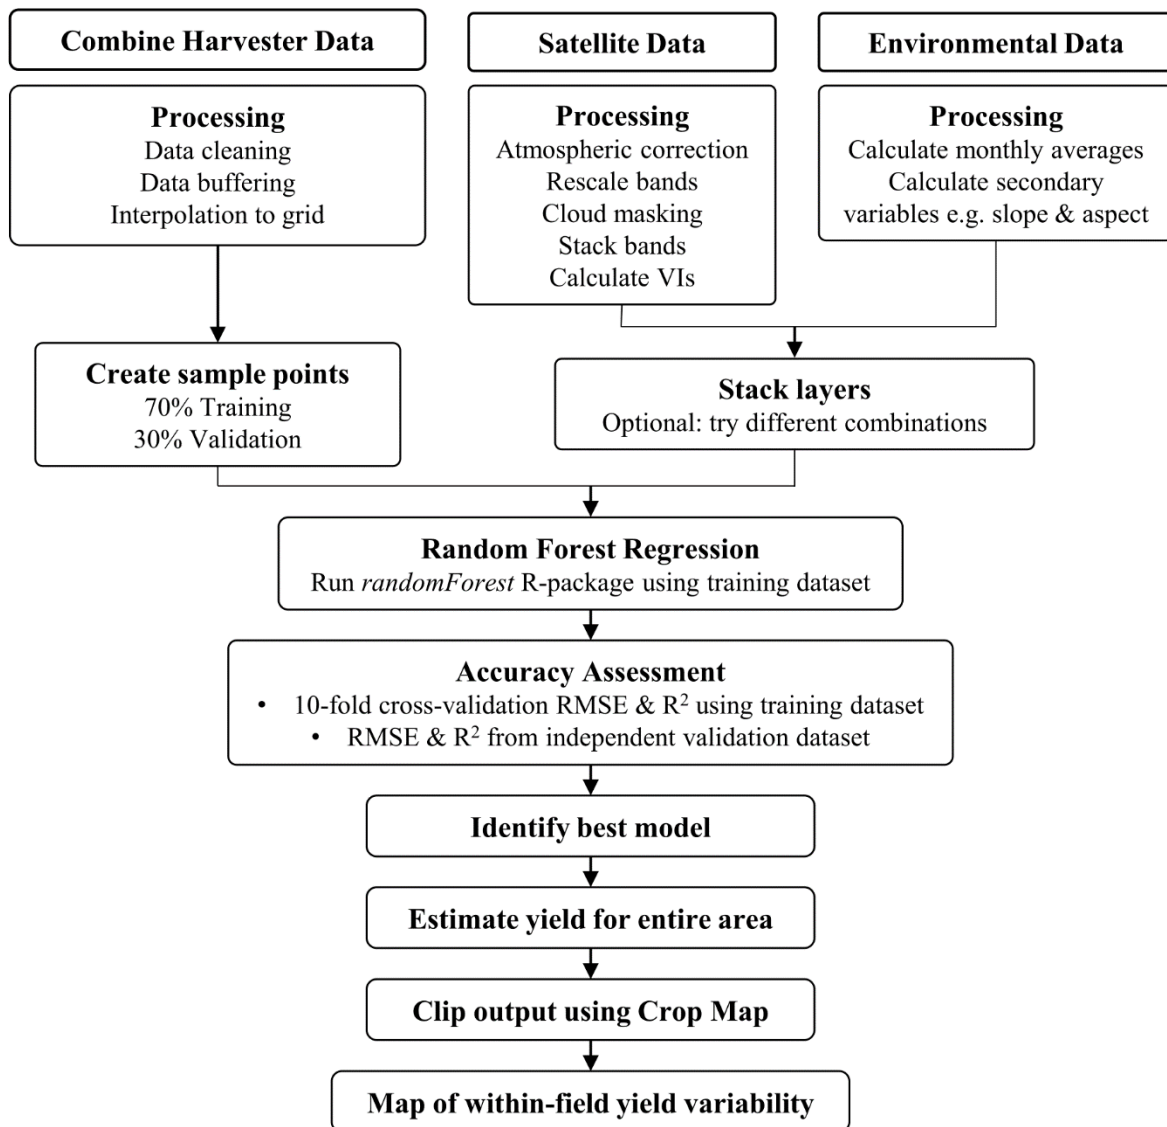 Combine Harvester Data
Satellite Data
Environmental Data
Processing
Data cleaning
Data buffering
Interpolation to grid
Processing
Atmospheric correction
Rescale bands
Cloud masking
Stack bands
Calculate VIs
Processing
Calculate monthly averages
Calculate secondary
variables e.g. slope & aspect
Create sample points
70% Training
30% Validation
Stack layers
Optional: try different combinations
Random Forest Regression
Run randomForest R-package using training dataset
Accuracy Assessment
• 10-fold cross-validation RMSE & R² using training dataset
• RMSE & R² from independent validation dataset
Identify best model
Estimate yield for entire area
Clip output using Crop Map
Map of within-field yield variability